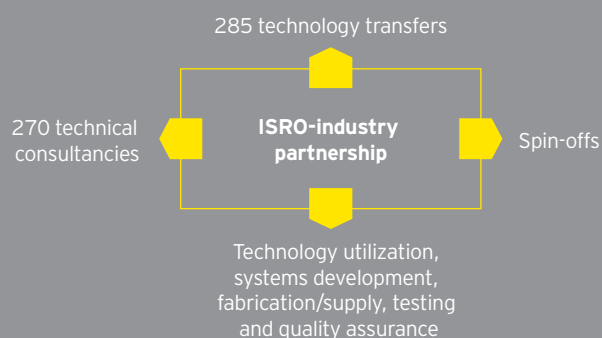 285 technology transfers
270 technical
consultancies
ISRO-industry
partnership
Spin-offs
Technology utilization,
systems development,
fabrication/supply, testing
and quality assurance